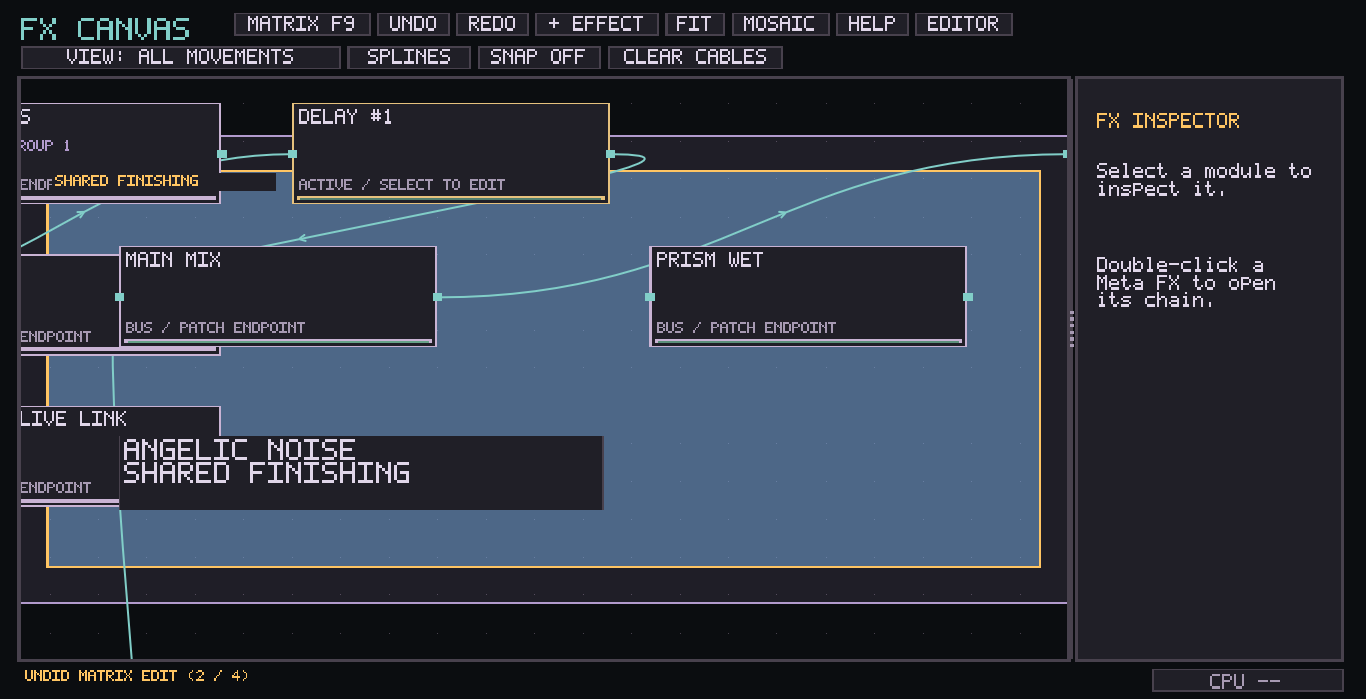 FX CANVAS
MATRIX F9
UNDO
REDO
+ EFFECT
FIT
MOSAIC
HELP
EDITOR
VIEW: ALL MOVEMENTS
SPLINES
SNAP OFF
CLEAR CABLES
S
ROUP 1
ENDP
SHARED FINISHING
DELAY #1
ACTIVE / SELECT TO EDIT
MAIN MIX
BUS / PATCH ENDPOINT
PRISM WET
BUS / PATCH ENDPOINT
ENDPOINT
LIVE LINK
ENDPOINT
ANGELIC NOISE
SHARED FINISHING
FX INSPECTOR
Select a module to
inspect it.
Double-click a
Meta FX to open
its chain.
UNDID MATRIX EDIT (2 / 4)
CPU --